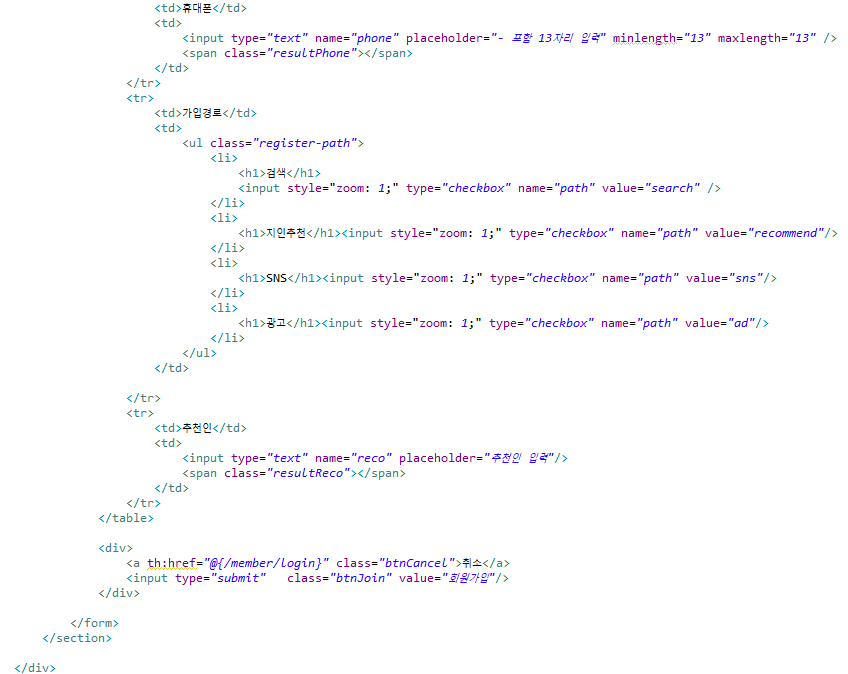 <td>휴대폰</td>
<td>
<input type="text" name="phone" placeholder="- 포함 13자리 입력" minlength="13" maxlength="13" />
<span class="resultPhone"></span>
</td>
</tr>
<tr>
<td>가입경로</td>
<td>
<ul class="register-path">
<li>
<h1>검색</h1>
<input style="zoom: 1;" type="checkbox" name="path" value="search" />
</li>
<li>
<h1>지인추천</h1><input style="zoom: 1;" type="checkbox" name="path" value="recommend"/>
</li>
<li>
<h1>SNS</h1><input style="zoom: 1;" type="checkbox" name="path" value="sns"/>
</li>
<li>
<h1>광고</h1><input style="zoom: 1;" type="checkbox" name="path" value="ad"/>
</li>
</ul>
</td>
</tr>
<tr>
<td>추천인</td>
<td>
<input type="text" name="reco" placeholder="추천인 입력"/>
<span class="resultReco"></span>
</td>
</tr>
</table>
<div>
<a th:href="@{/member/login}" class="btnCancel">취소</a>
<input type="submit"   class="btnJoin" value="회원가입"/>
</div>
</form>
</section>
</div>